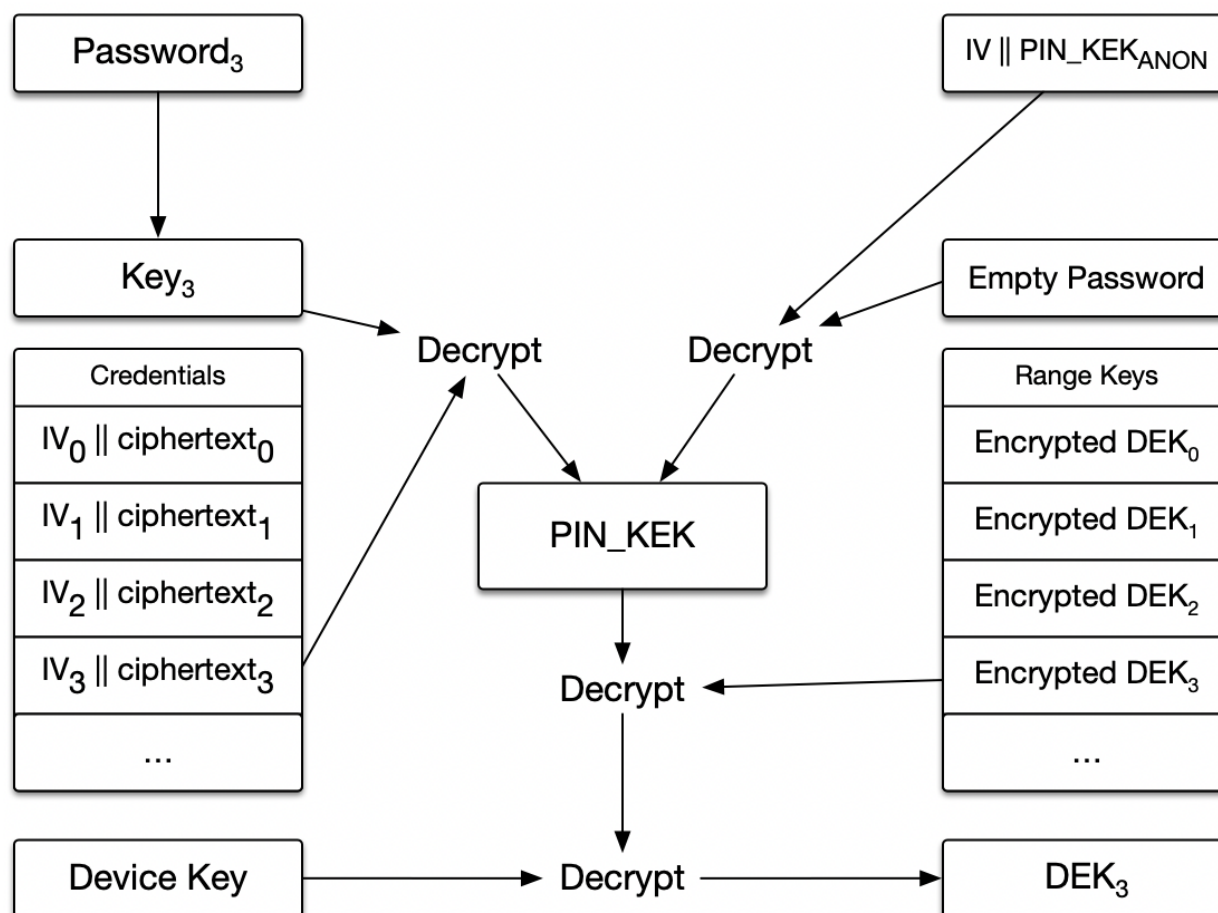 Password₃
IV || PIN_KEK_ANON
Key₃
Empty Password
Decrypt
Decrypt
Credentials
IV₀ || ciphertext₀
IV₁ || ciphertext₁
IV₂ || ciphertext₂
IV₃ || ciphertext₃
...
Range Keys
Encrypted DEK₀
Encrypted DEK₁
Encrypted DEK₂
Encrypted DEK₃
...
PIN_KEK
Decrypt
Device Key
Decrypt
DEK₃